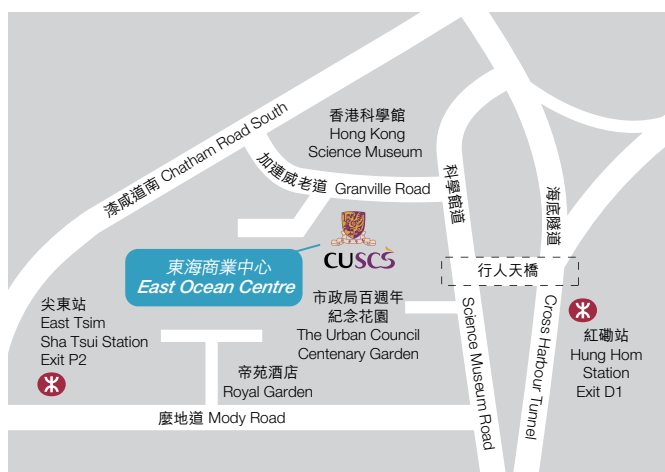 漆咸道南 Chatham Road South
香港科學館
Hong Kong
Science Museum
加連威老道 Granville Road
科學館道
海底隧道
CUSCS
東海商業中心
East Ocean Centre
行人天橋
市政局百週年
紀念花園
The Urban Council
Centenary Garden
尖東站
East Tsim
Sha Tsui Station
Exit P2
帝苑酒店
Royal Garden
Science Museum Road
Cross Harbour Tunnel
紅磡站
Hung Hom
Station
Exit D1
麼地道 Mody Road